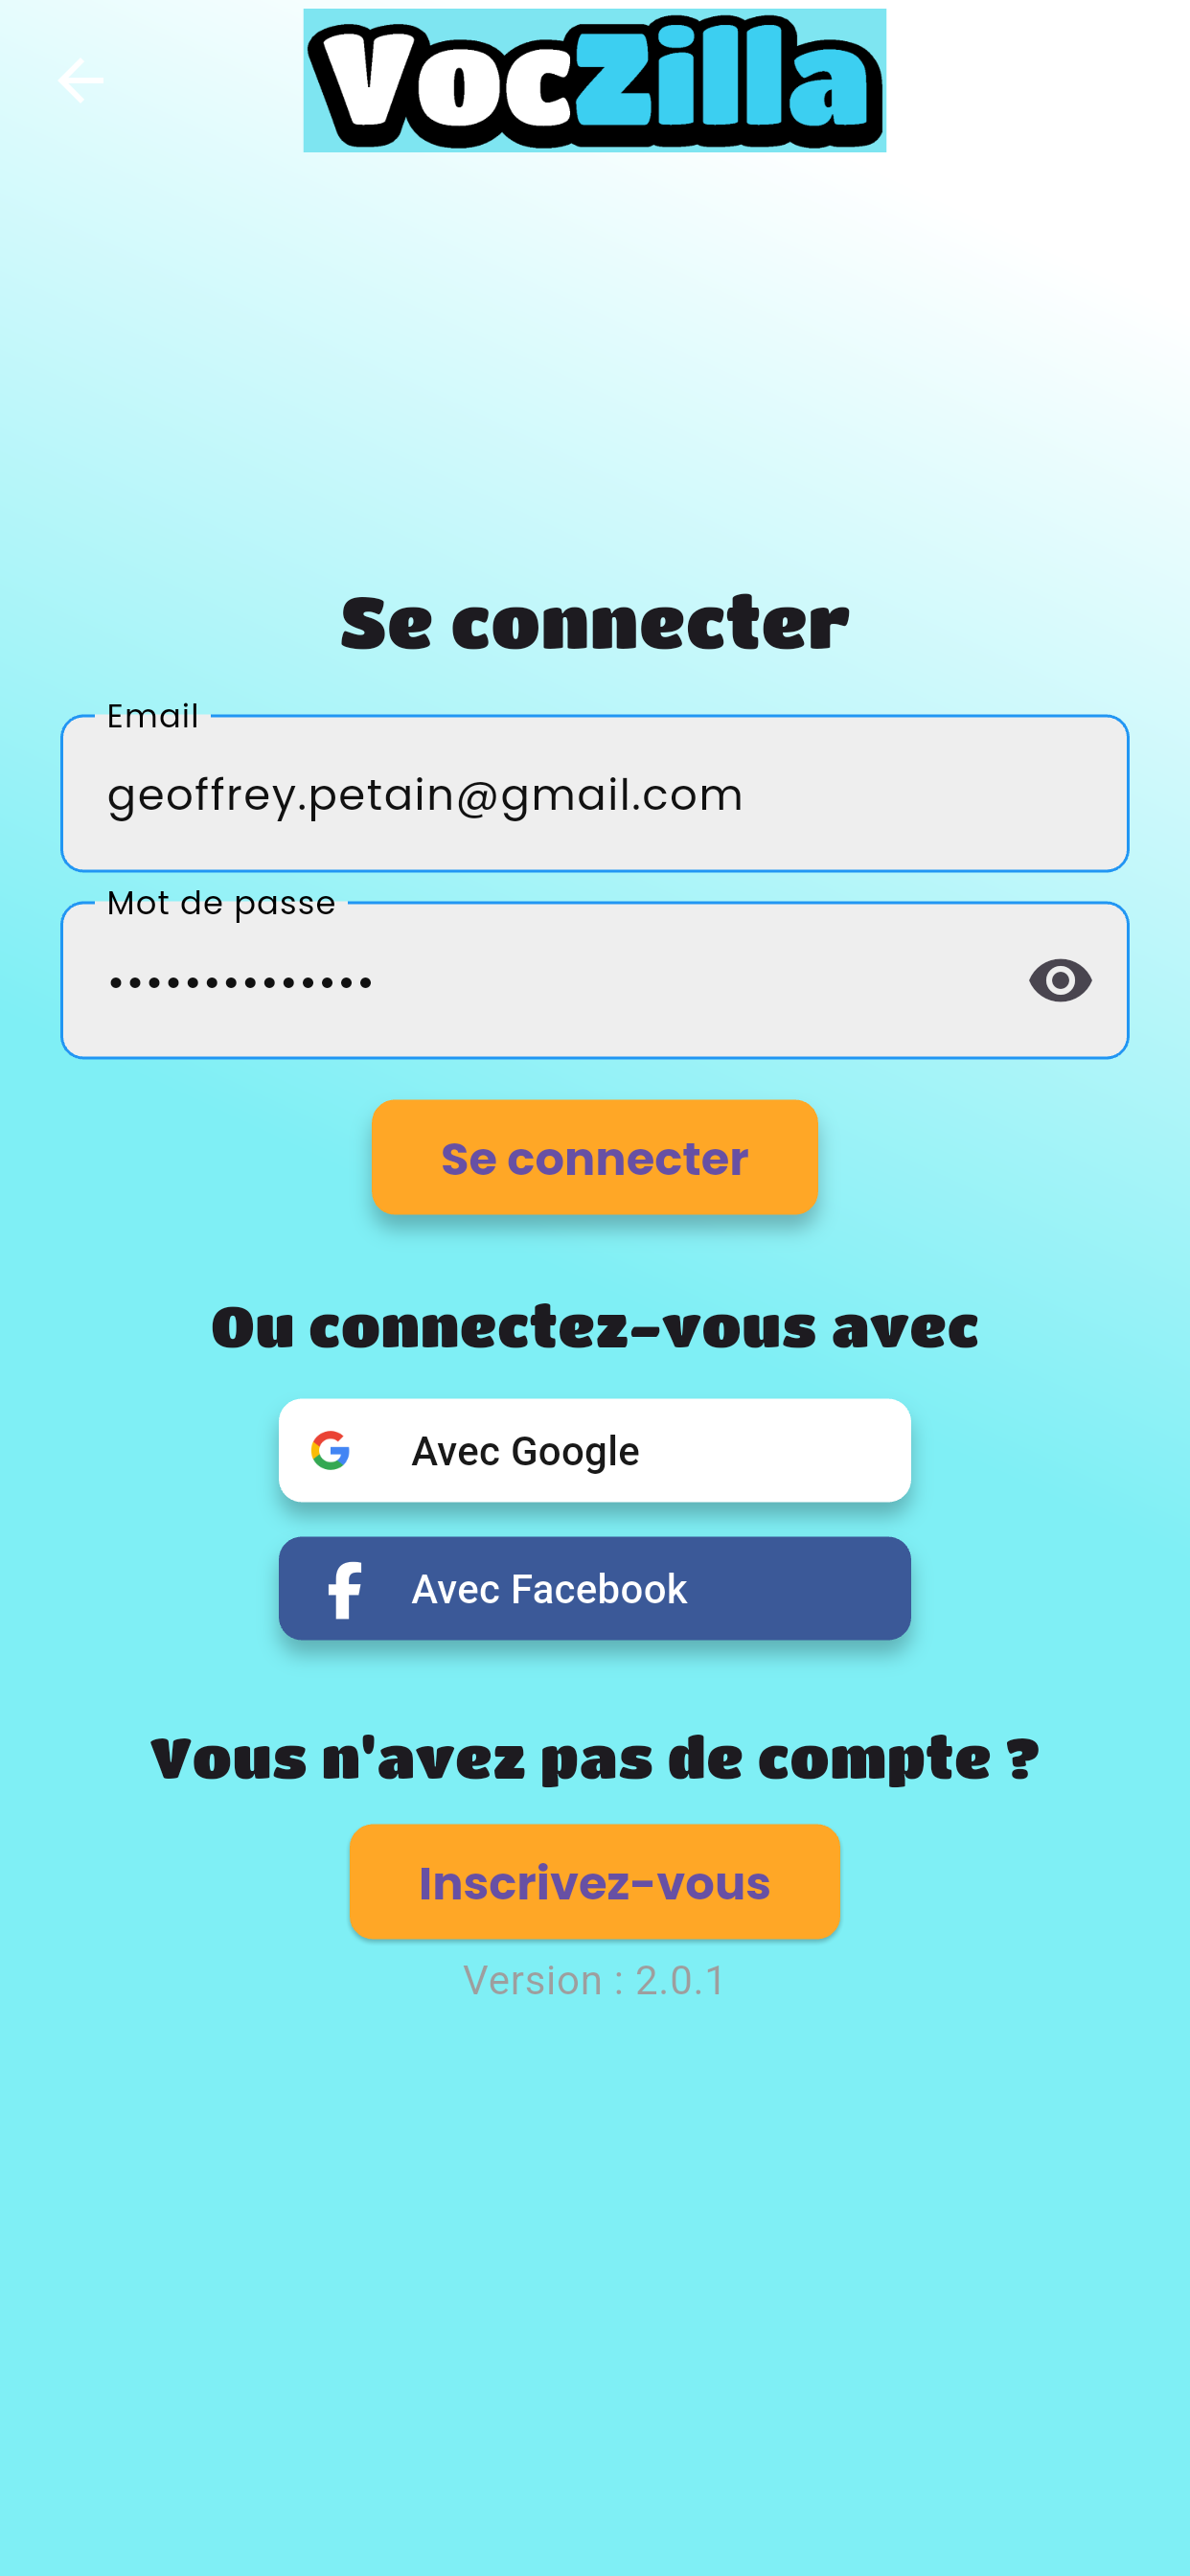 VocZilla
Se connecter
Email
geoffrey.petain@gmail.com
Mot de passe
••••••••••••••
Se connecter
Ou connectez-vous avec
Avec Google
Avec Facebook
Vous n'avez pas de compte ?
Inscrivez-vous
Version : 2.0.1